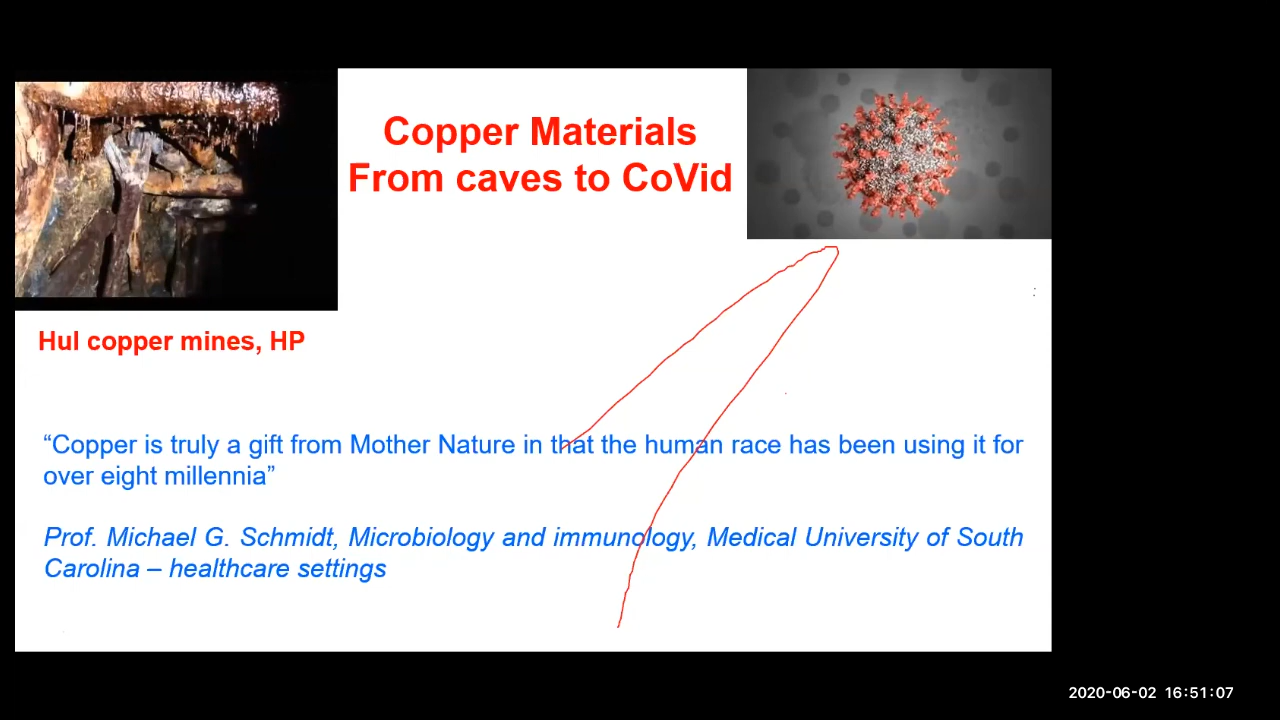 Copper Materials
From caves to CoVid
Hul copper mines, HP
“Copper is truly a gift from Mother Nature in that the human race has been using it for
over eight millennia”
Prof. Michael G. Schmidt, Microbiology and immunology, Medical University of South
Carolina – healthcare settings
2020-06-02 16:51:07